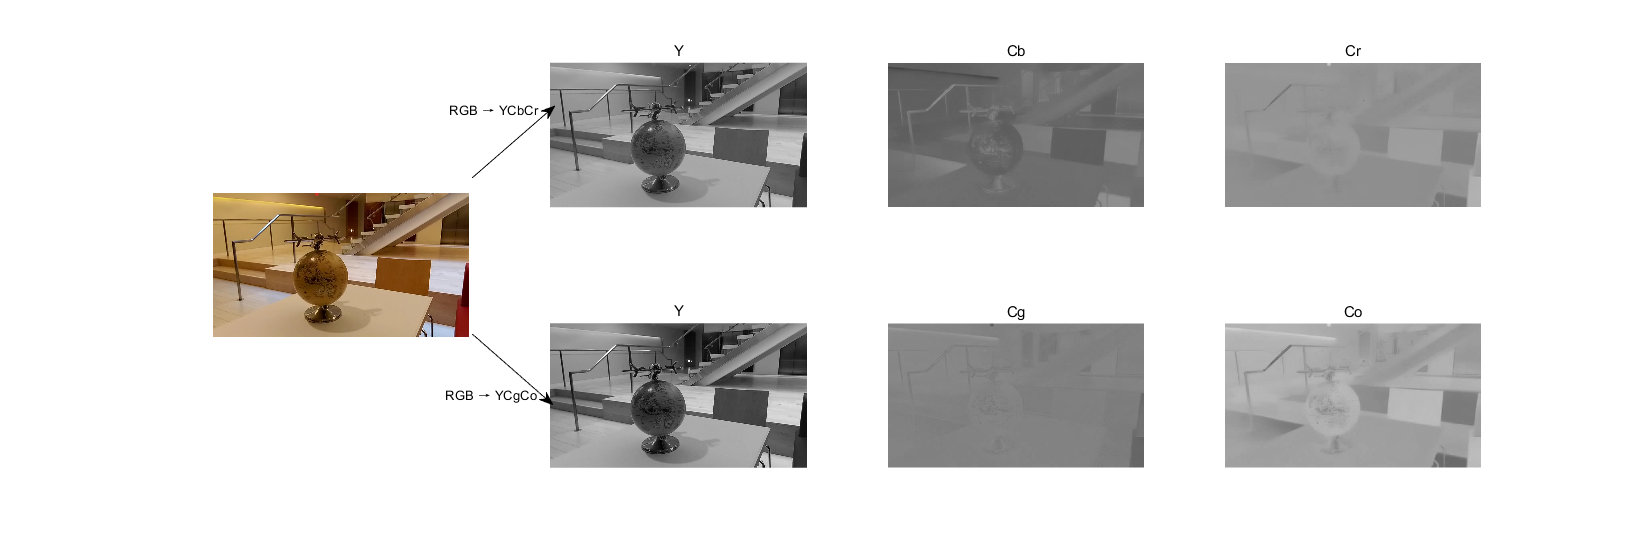 Y
Cb
Cr
RGB → YCbCr
Y
Cg
Co
RGB → YCgCo